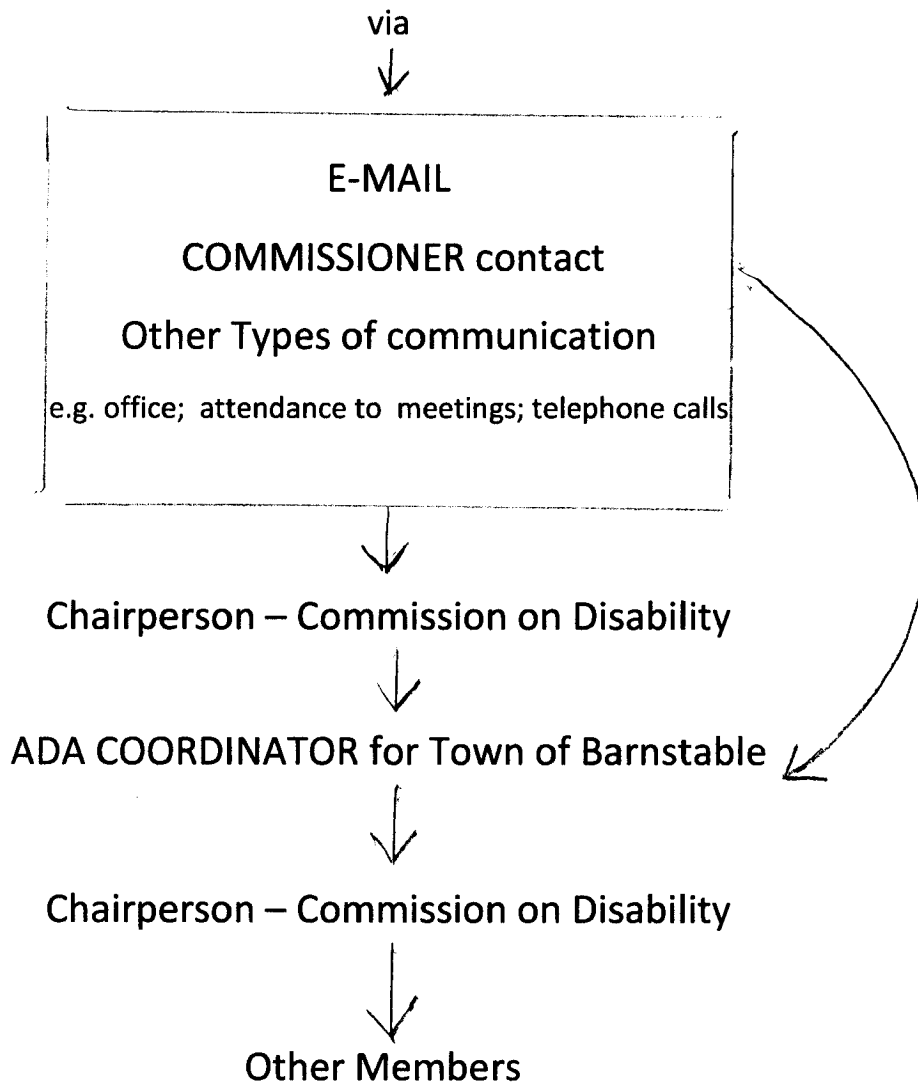 via
E-MAIL
COMMISSIONER contact
Other Types of communication
e.g. office; attendance to meetings; telephone calls
Chairperson – Commission on Disability
ADA COORDINATOR for Town of Barnstable
Chairperson – Commission on Disability
Other Members